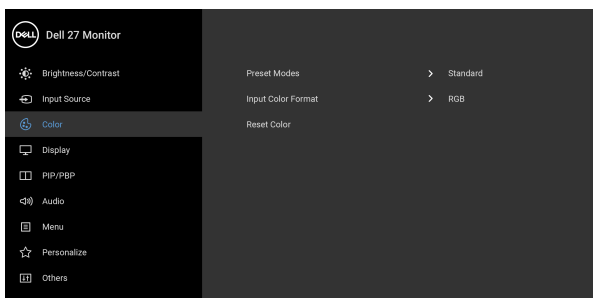 DELL Dell 27 Monitor
Brightness/Contrast
Preset Modes Standard
Input Source
Input Color Format RGB
Color
Reset Color
Display
PIP/PBP
Audio
Menu
Personalize
Others